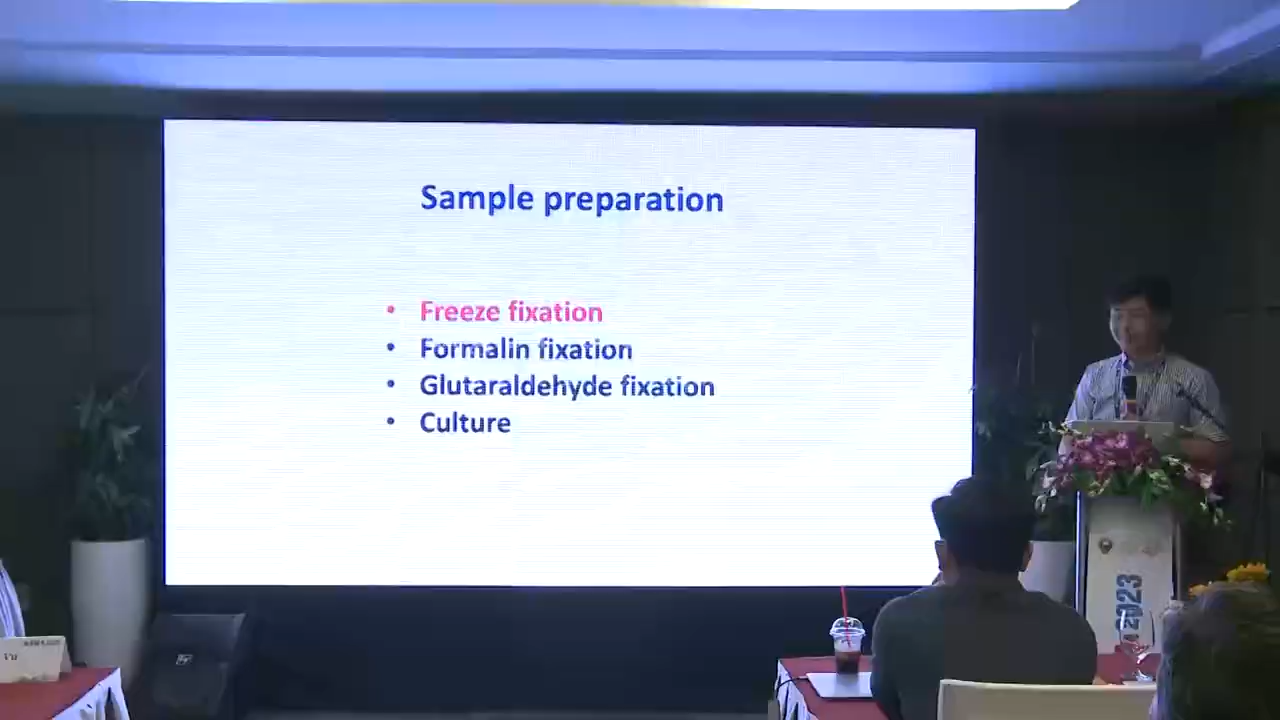 Sample preparation
• Freeze fixation
• Formalin fixation
• Glutaraldehyde fixation
• Culture
2023